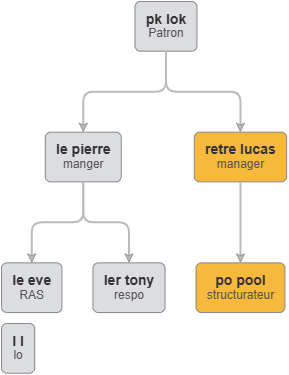 pk lok
Patron
le pierre
manger
retre lucas
manager
le eve
RAS
ler tony
respo
po pool
structurateur
l l
lo